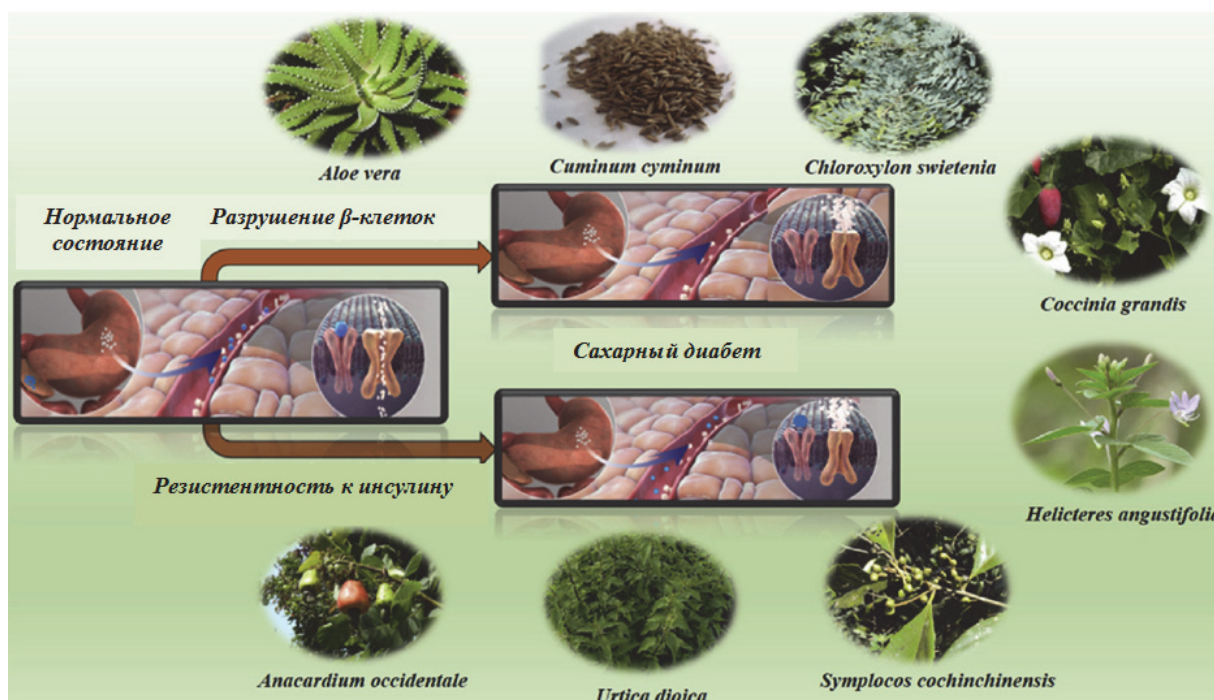 Aloe vera
Cuminum cyminum
Chloroxylon swietenia
Нормальное
состояние
Разрушение β-клеток
Coccinia grandis
Сахарный диабет
Резистентность к инсулину
Helicteres angustifolia
Anacardium occidentale
Urtica dioica
Symplocos cochinchinensis